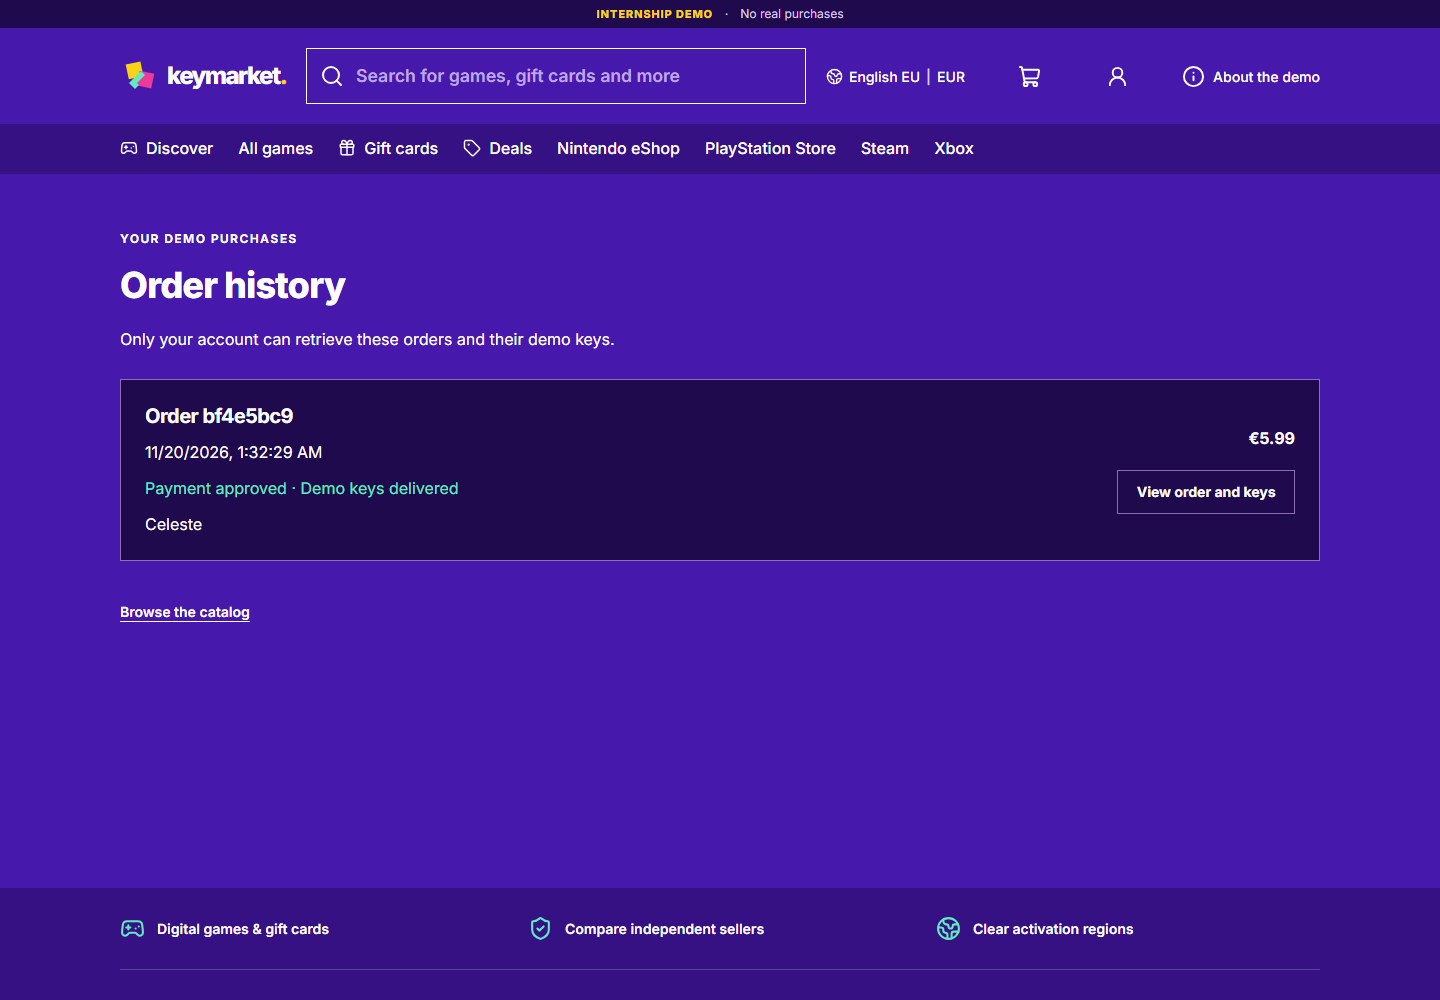 INTERNSHIP DEMO · No real purchases
keymarket.
Search for games, gift cards and more
English EU | EUR
About the demo
Discover
All games
Gift cards
Deals
Nintendo eShop
PlayStation Store
Steam
Xbox
YOUR DEMO PURCHASES
Order history
Only your account can retrieve these orders and their demo keys.
Order bf4e5bc9
11/20/2026, 1:32:29 AM
Payment approved · Demo keys delivered
Celeste
€5.99
View order and keys
Browse the catalog
Digital games & gift cards
Compare independent sellers
Clear activation regions